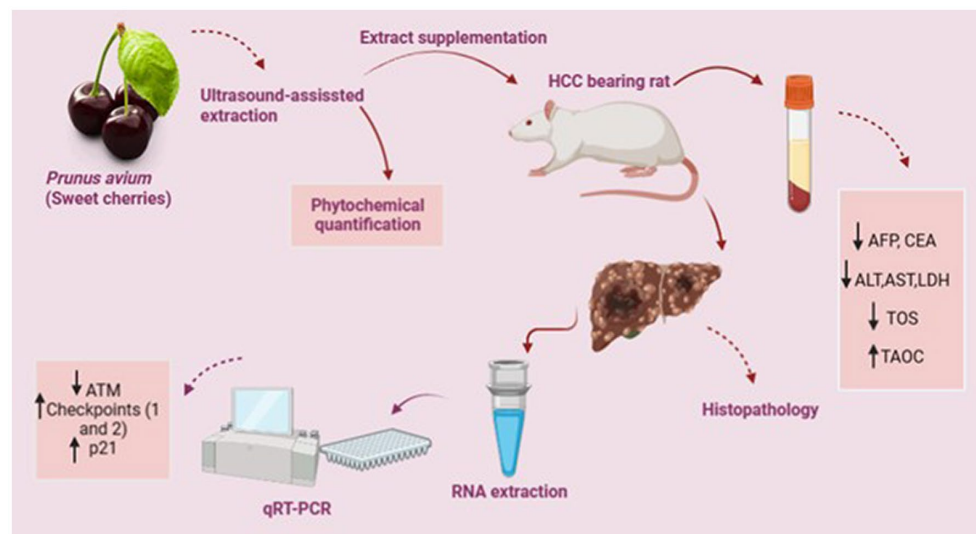 Extract supplementation
Ultrasound-assissted
extraction
HCC bearing rat
Prunus avium
(Sweet cherries)
Phytochemical
quantification
↓ AFP, CEA
↓ ALT,AST,LDH
↓ TOS
↑ TAOC
Histopathology
RNA extraction
qRT-PCR
↓ ATM
↑ Checkpoints (1
and 2)
↑ p21